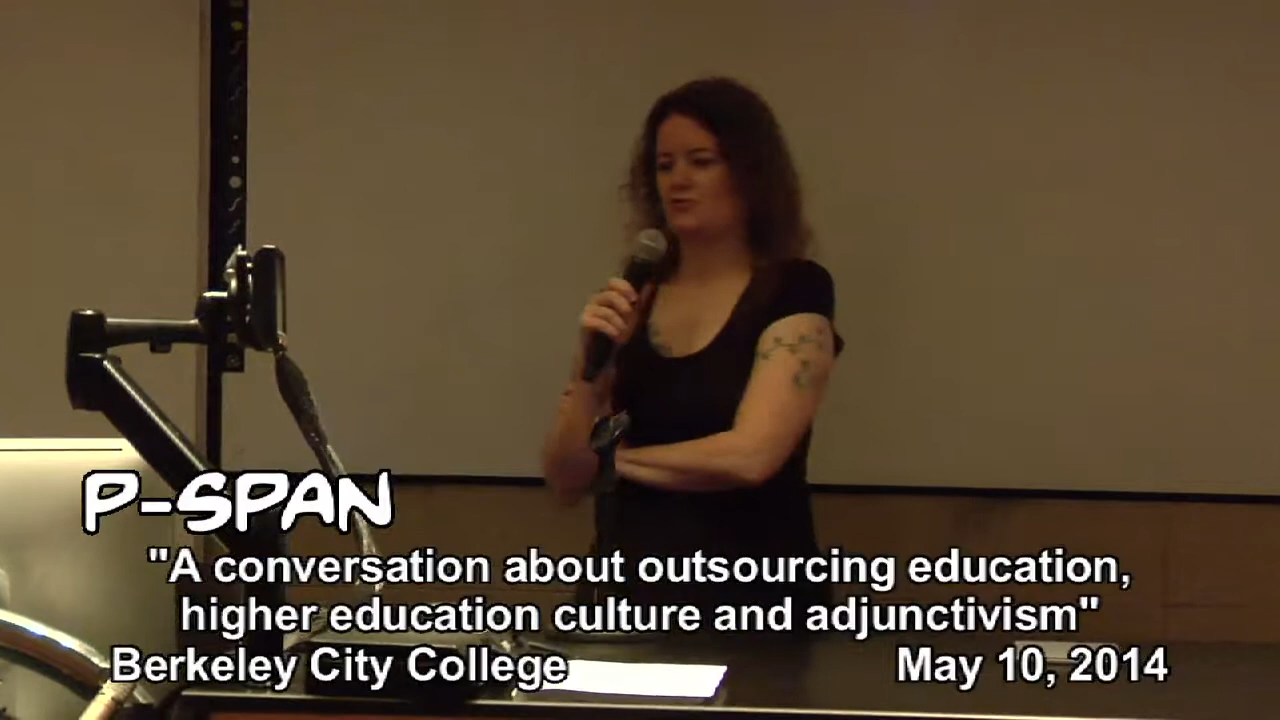 P-SPAN
"A conversation about outsourcing education,
higher education culture and adjunctivism"
Berkeley City College May 10, 2014